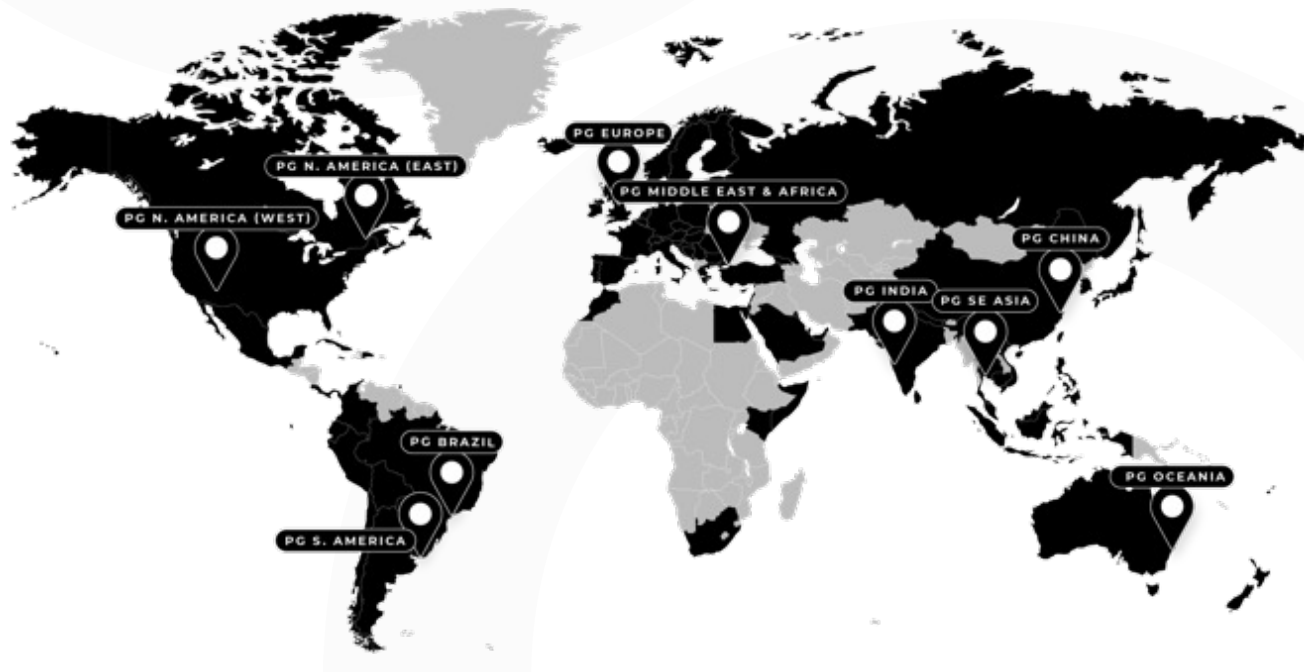 PG EUROPE
PG N. AMERICA (EAST)
PG MIDDLE EAST & AFRICA
PG N. AMERICA (WEST)
PG CHINA
PG INDIA
PG SE ASIA
PG BRAZIL
PG OCEANIA
PG S. AMERICA